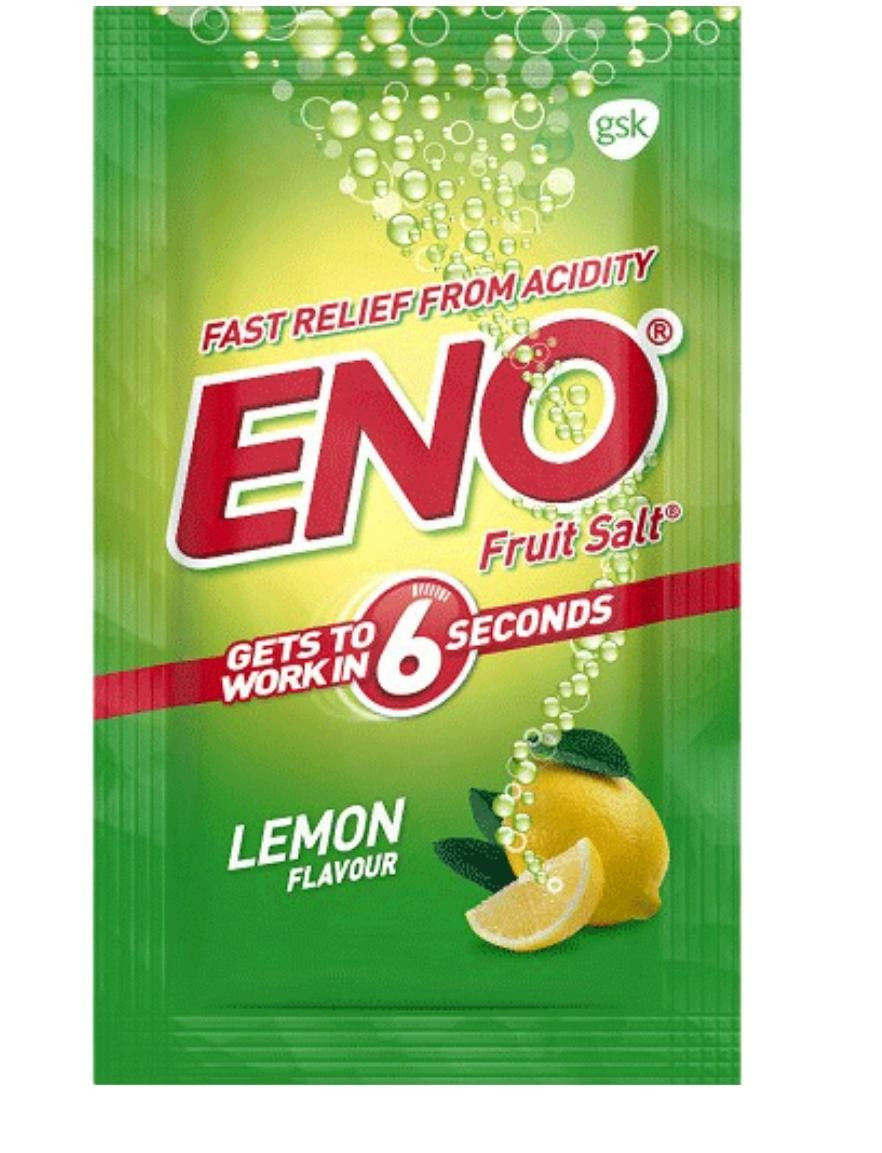 gsk
FAST RELIEF FROM ACIDITY
ENO®
Fruit Salt®
GETS TO
WORK IN
6
SECONDS
LEMON
FLAVOUR